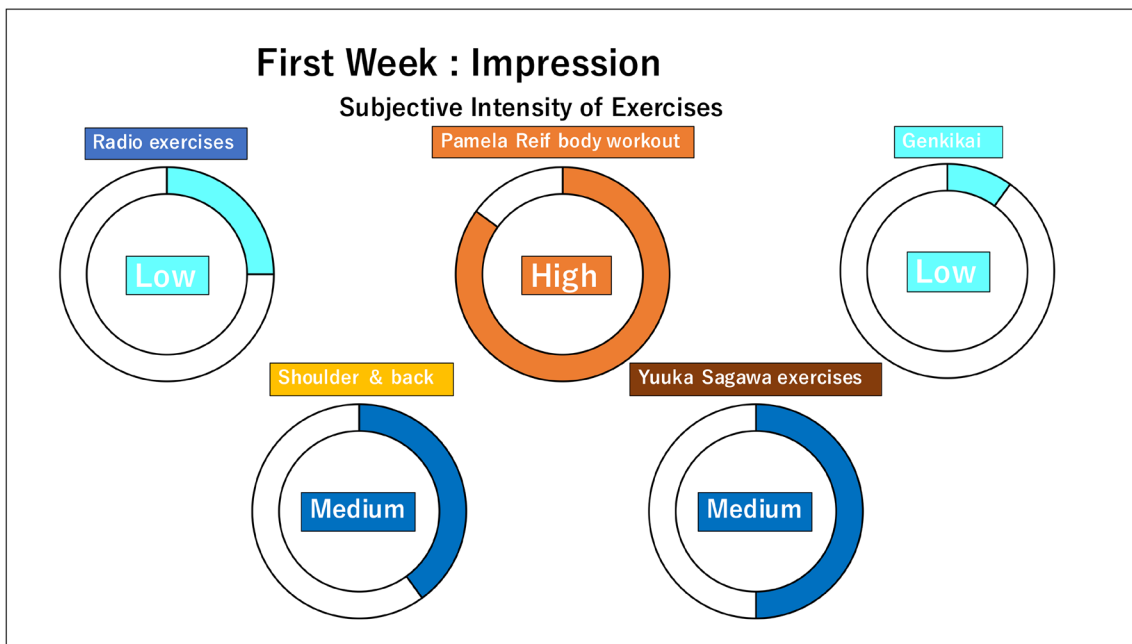 First Week : Impression
Subjective Intensity of Exercises
Radio exercises
Pamela Reif body workout
Genkikai
Low
High
Low
Shoulder & back
Yuuka Sagawa exercises
Medium
Medium